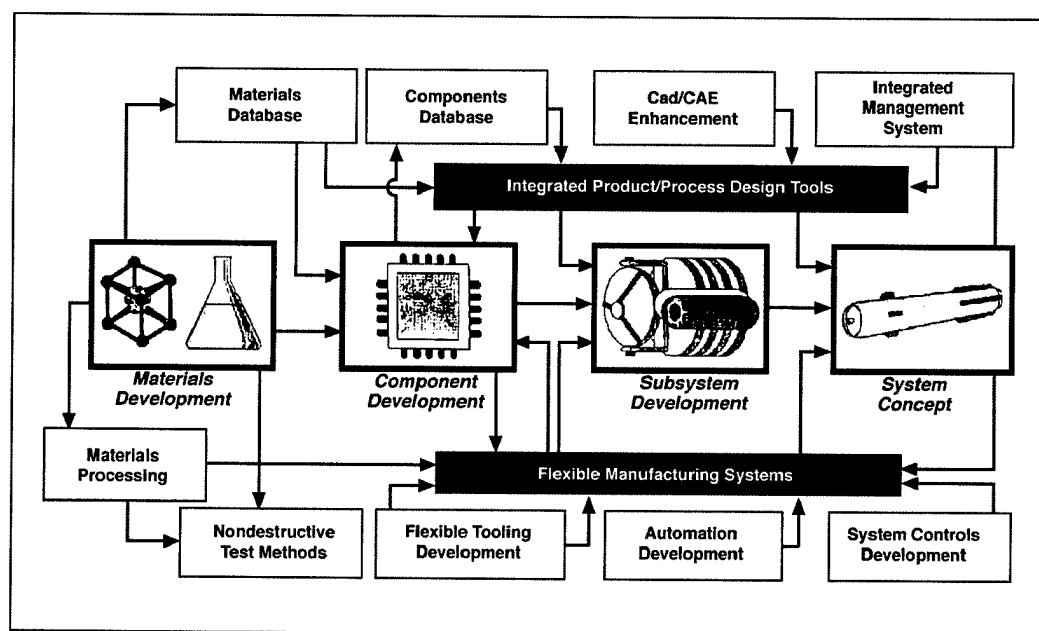 Materials
Database
Components
Database
Cad/CAE
Enhancement
Integrated
Management
System
Integrated Product/Process Design Tools
Materials
Development
Component
Development
Subsystem
Development
System
Concept
Materials
Processing
Flexible Manufacturing Systems
Nondestructive
Test Methods
Flexible Tooling
Development
Automation
Development
System Controls
Development